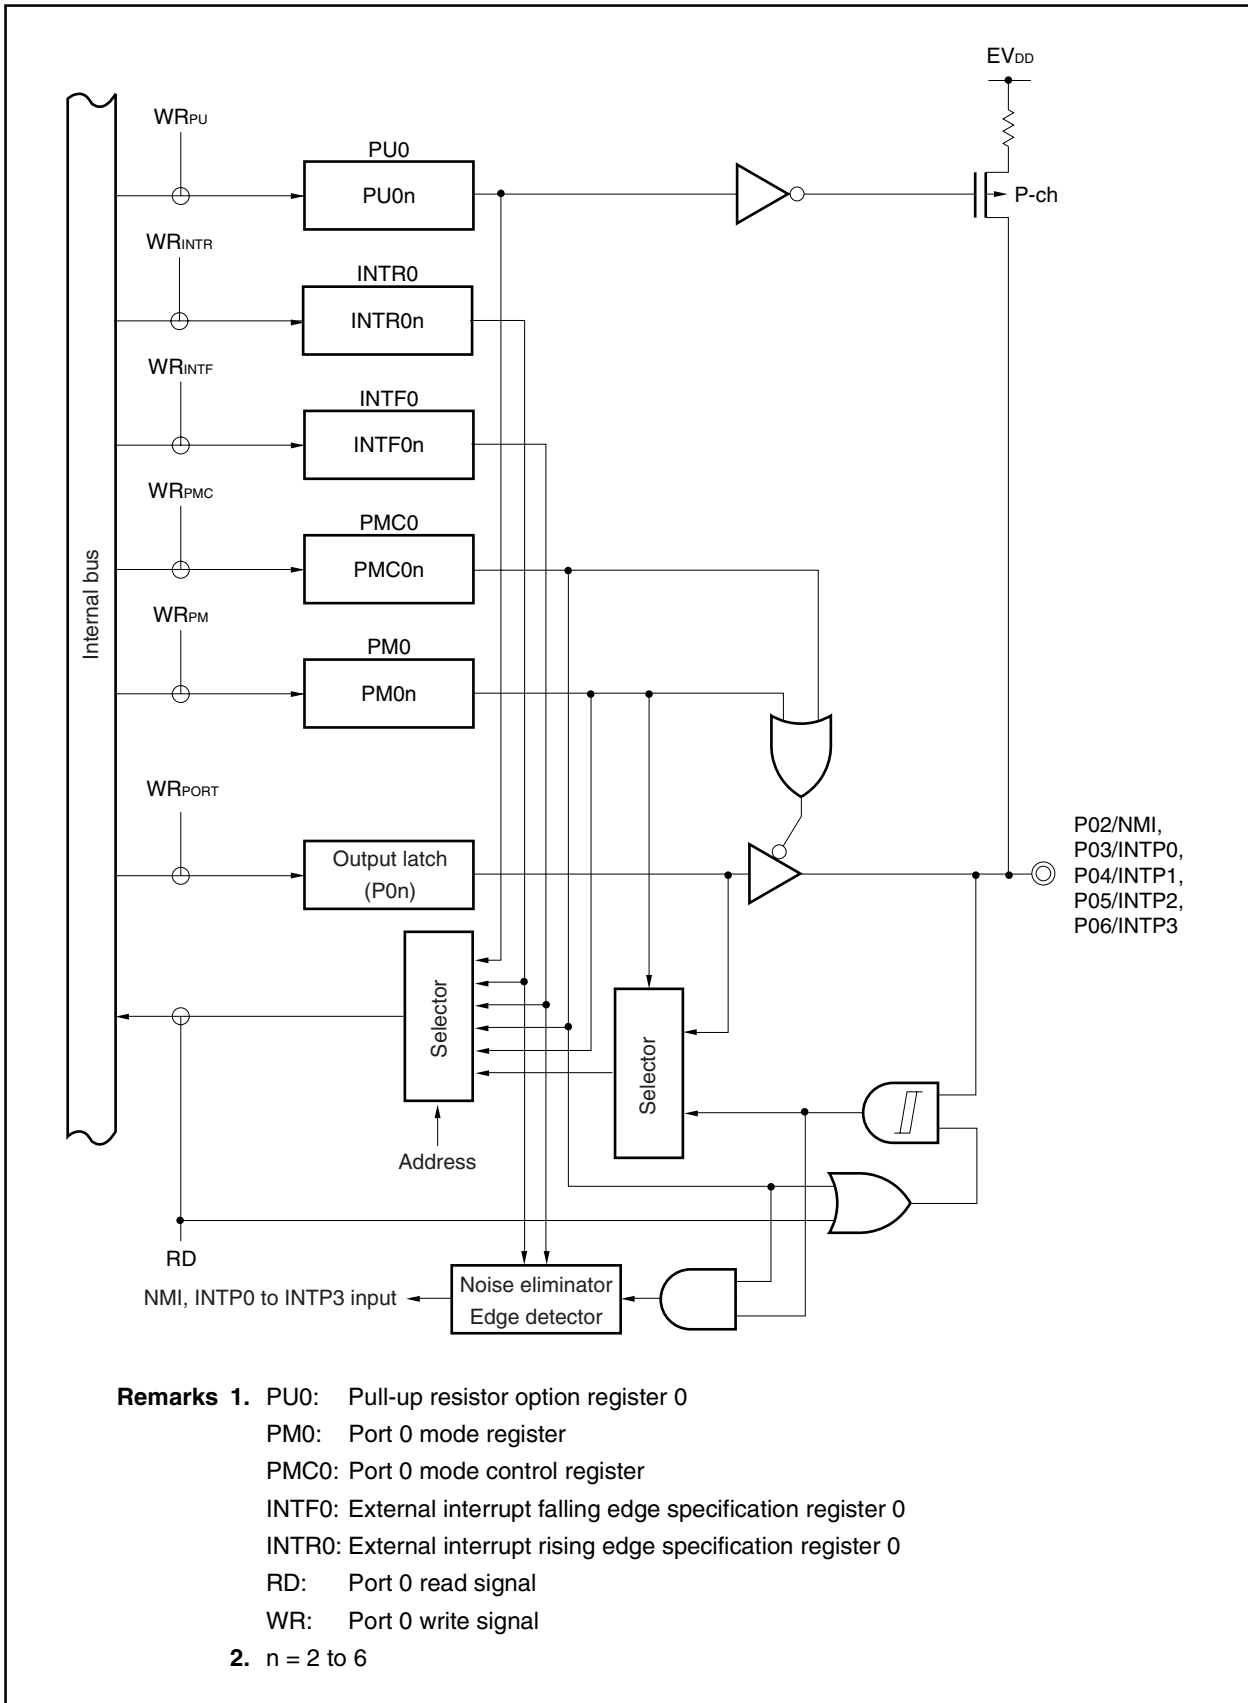 EVDD
WRPU
PU0
PU0n
P-ch
WRINTR
INTR0
INTR0n
WRINTF
INTF0
INTF0n
WRPMC
PMC0
PMC0n
Internal bus
WRPM
PM0
PM0n
WRPORT
Output latch
(P0n)
P02/NMI,
P03/INTP0,
P04/INTP1,
P05/INTP2,
P06/INTP3
Selector
Selector
Address
RD
NMI, INTP0 to INTP3 input
Noise eliminator
Edge detector
Remarks 1. PU0: Pull-up resistor option register 0
PM0: Port 0 mode register
PMC0: Port 0 mode control register
INTF0: External interrupt falling edge specification register 0
INTR0: External interrupt rising edge specification register 0
RD: Port 0 read signal
WR: Port 0 write signal
2. n = 2 to 6